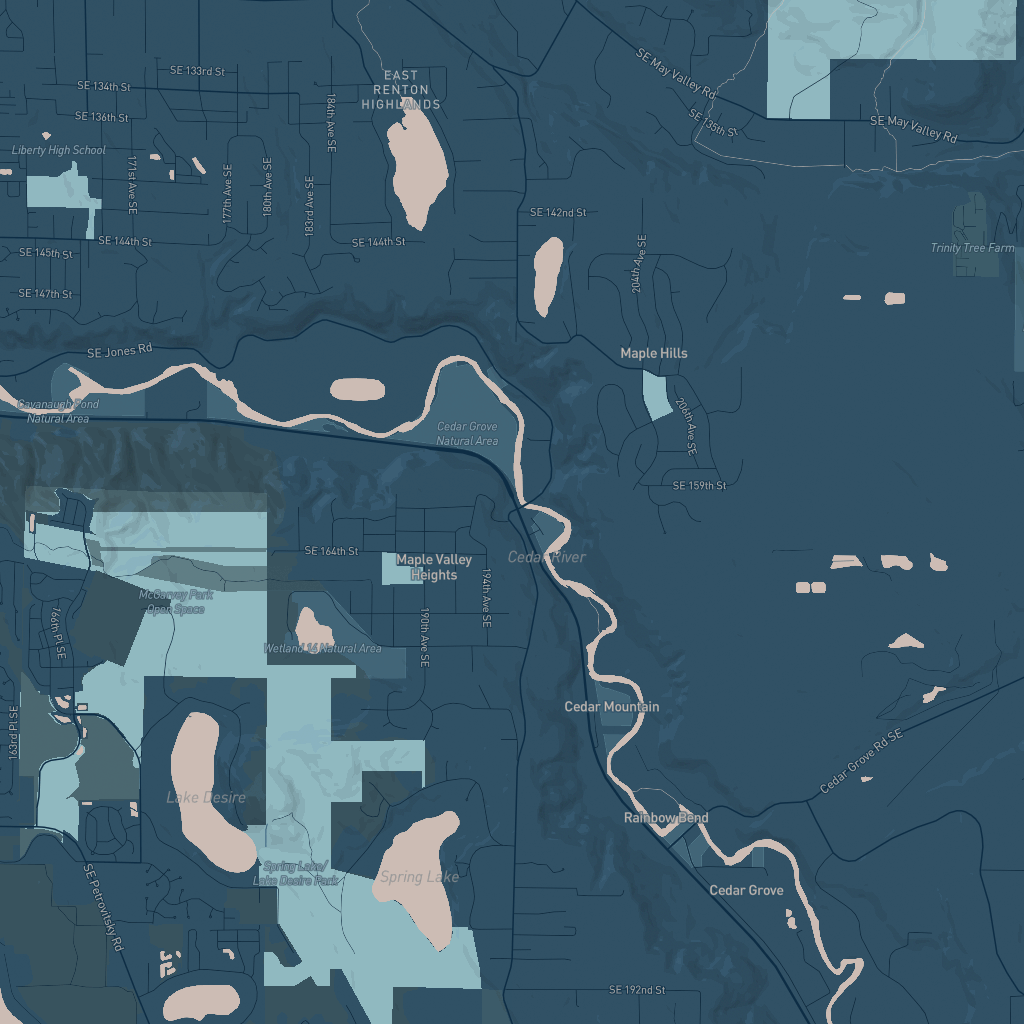 SE May Valley Rd
SE 133rd St
EAST
RENTON
HIGHLANDS
SE 134th St
184th Ave SE
SE 135th St
SE 136th St
SE May Valley Rd
Liberty High School
171st Ave SE
177th Ave SE
180th Ave SE
183rd Ave SE
SE 142nd St
SE 144th St
SE 144th St
SE 145th St
Trinity Tree Farm
204th Ave SE
SE 147th St
SE Jones Rd
Maple Hills
Cavanaugh Pond
Natural Area
Cedar Grove
Natural Area
206th Ave SE
SE 159th St
SE 164th St
Maple Valley
Heights
Cedar River
McGarvey Park
Open Space
194th Ave SE
166th Pl SE
190th Ave SE
Wetland 16 Natural Area
Cedar Mountain
163rd Pl SE
Cedar Grove Rd SE
Lake Desire
Rainbow Bend
Spring Lake/
Lake Desire Park
Spring Lake
Cedar Grove
SE Petrovitsky Rd
SE 192nd St